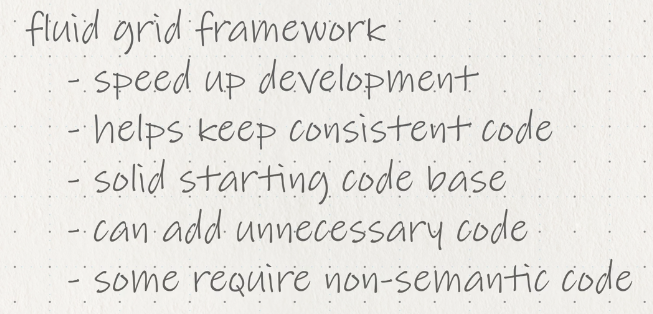 fluid grid framework
- speed up development
- helps keep consistent code
- solid starting code base
- can add unnecessary code
- some require non-semantic code